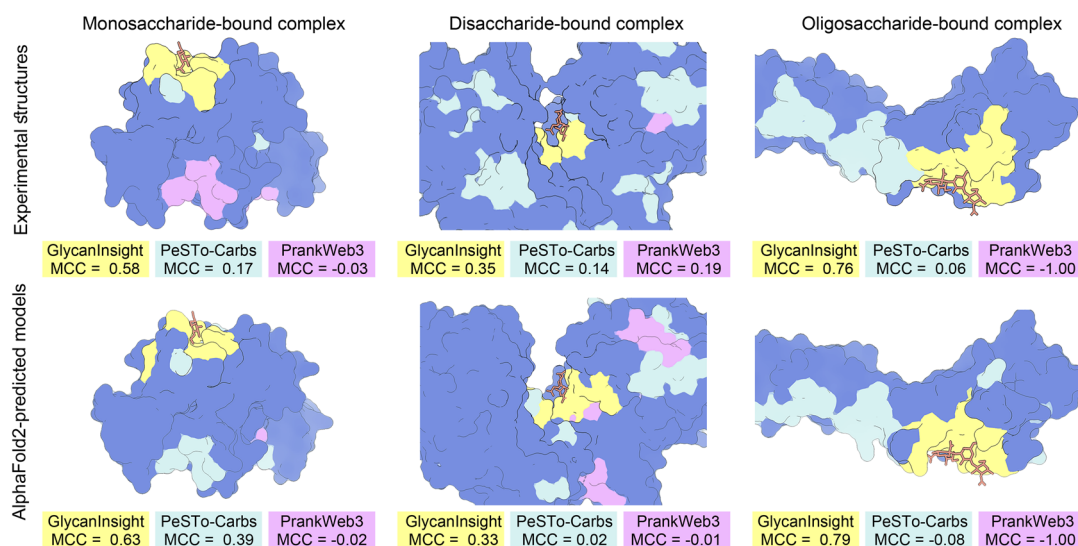 Monosaccharide-bound complex
Disaccharide-bound complex
Oligosaccharide-bound complex
Experimental structures
GlycanInsight
MCC = 0.58
PeSTo-Carbs
MCC = 0.17
PrankWeb3
MCC = -0.03
GlycanInsight
MCC = 0.35
PeSTo-Carbs
MCC = 0.14
PrankWeb3
MCC = 0.19
GlycanInsight
MCC = 0.76
PeSTo-Carbs
MCC = 0.06
PrankWeb3
MCC = -1.00
AlphaFold2-predicted models
GlycanInsight
MCC = 0.63
PeSTo-Carbs
MCC = 0.39
PrankWeb3
MCC = -0.02
GlycanInsight
MCC = 0.33
PeSTo-Carbs
MCC = 0.02
PrankWeb3
MCC = -0.01
GlycanInsight
MCC = 0.79
PeSTo-Carbs
MCC = -0.08
PrankWeb3
MCC = -1.00